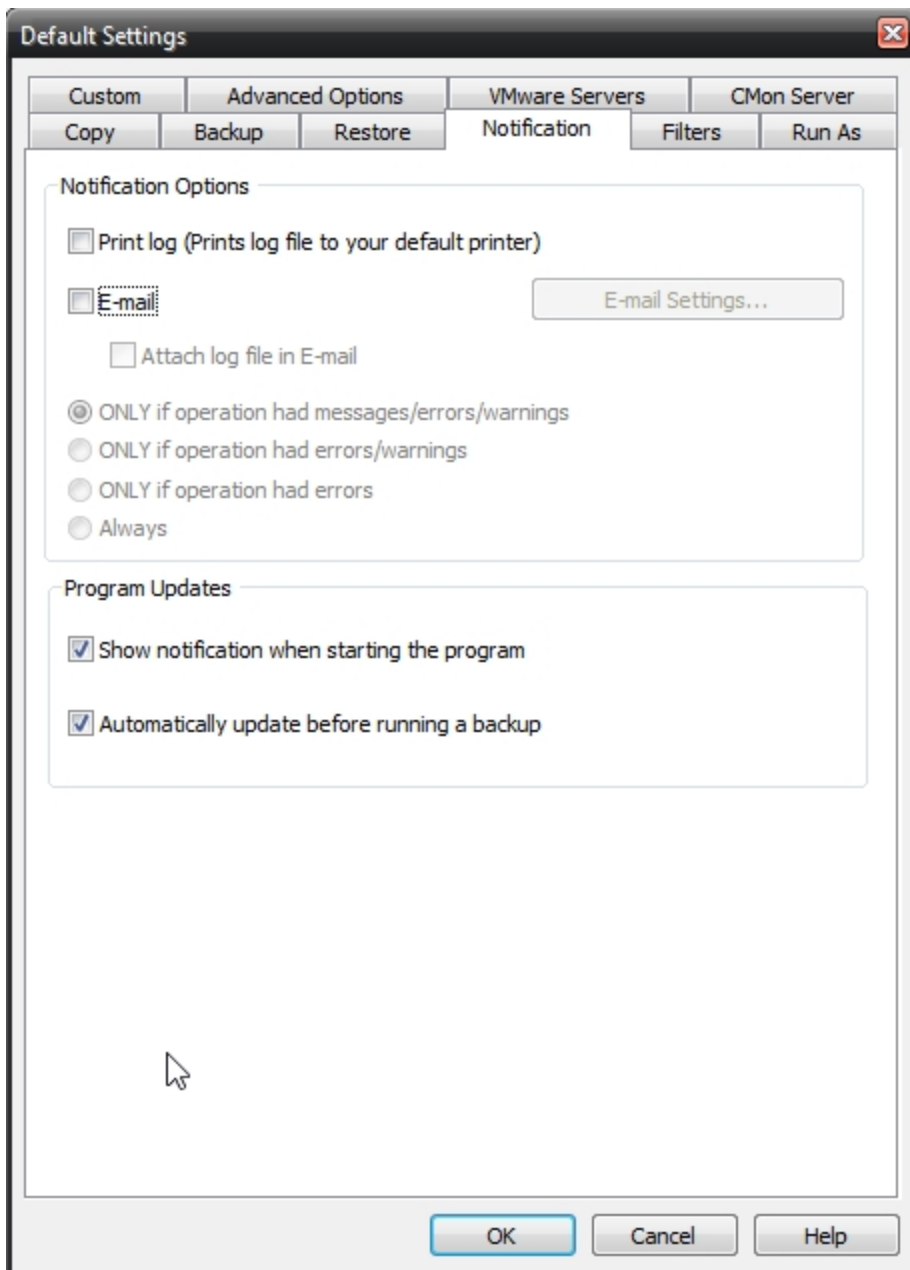 Default Settings
Custom Advanced Options VMware Servers CMon Server
Copy Backup Restore Notification Filters Run As
Notification Options
Print log (Prints log file to your default printer)
E-mail E-mail Settings...
Attach log file in E-mail
ONLY if operation had messages/errors/warnings
ONLY if operation had errors/warnings
ONLY if operation had errors
Always
Program Updates
Show notification when starting the program
Automatically update before running a backup
OK Cancel Help